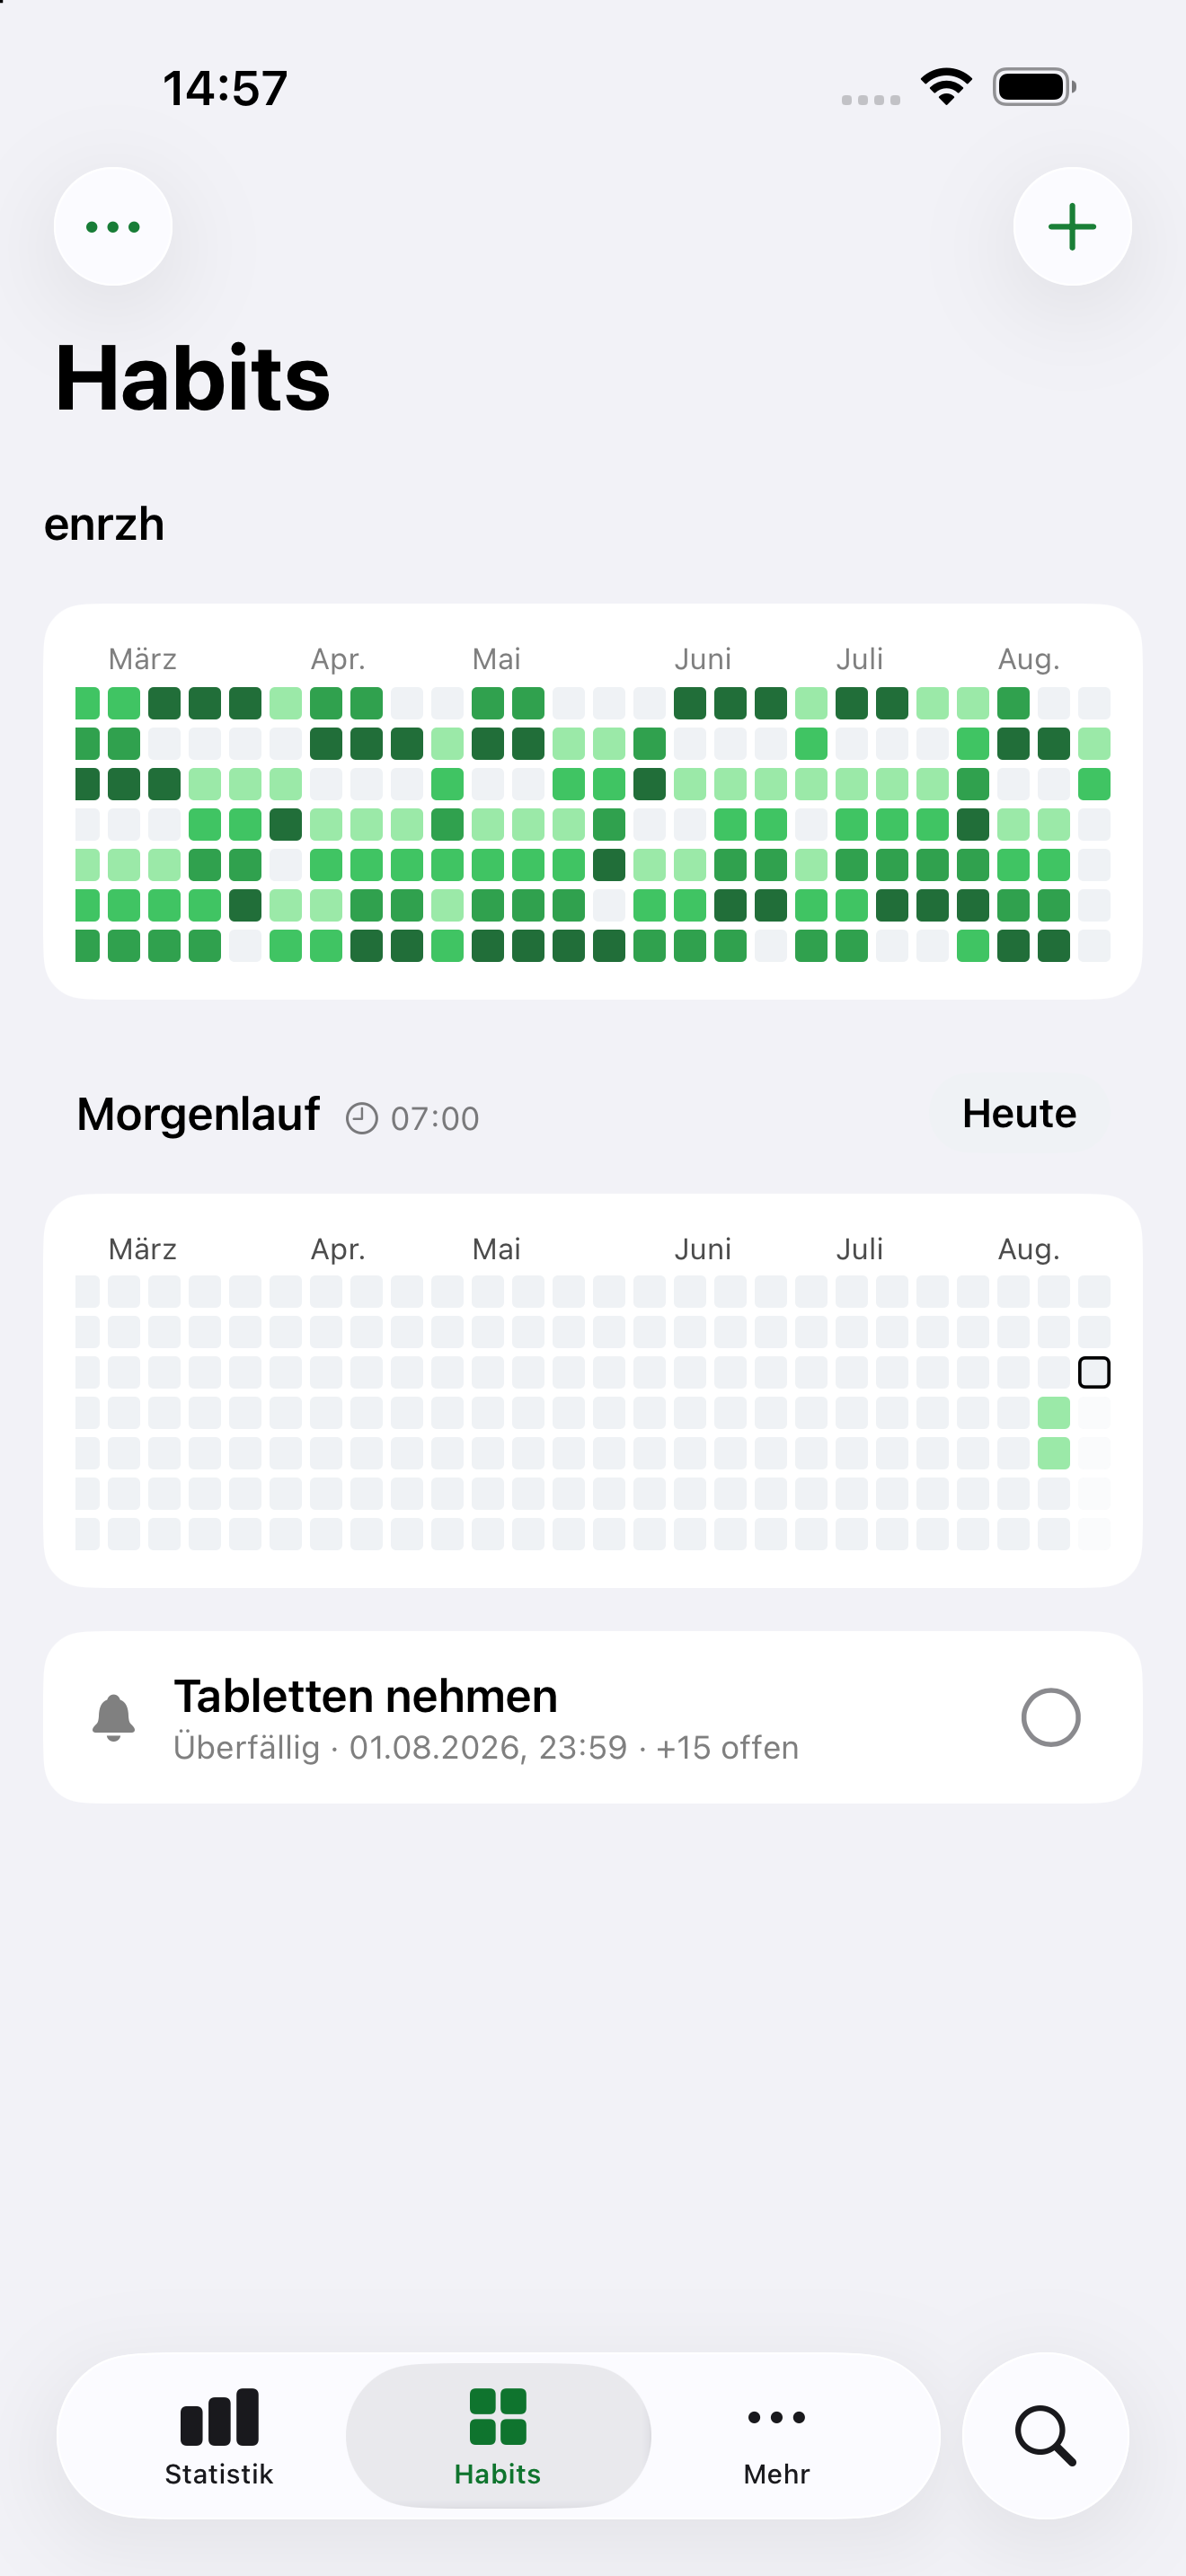 14:57
Habits
enrzh
März Apr. Mai Juni Juli Aug.
Morgenlauf 07:00 Heute
März Apr. Mai Juni Juli Aug.
Tabletten nehmen
Überfällig · 01.08.2026, 23:59 · +15 offen
Statistik Habits Mehr